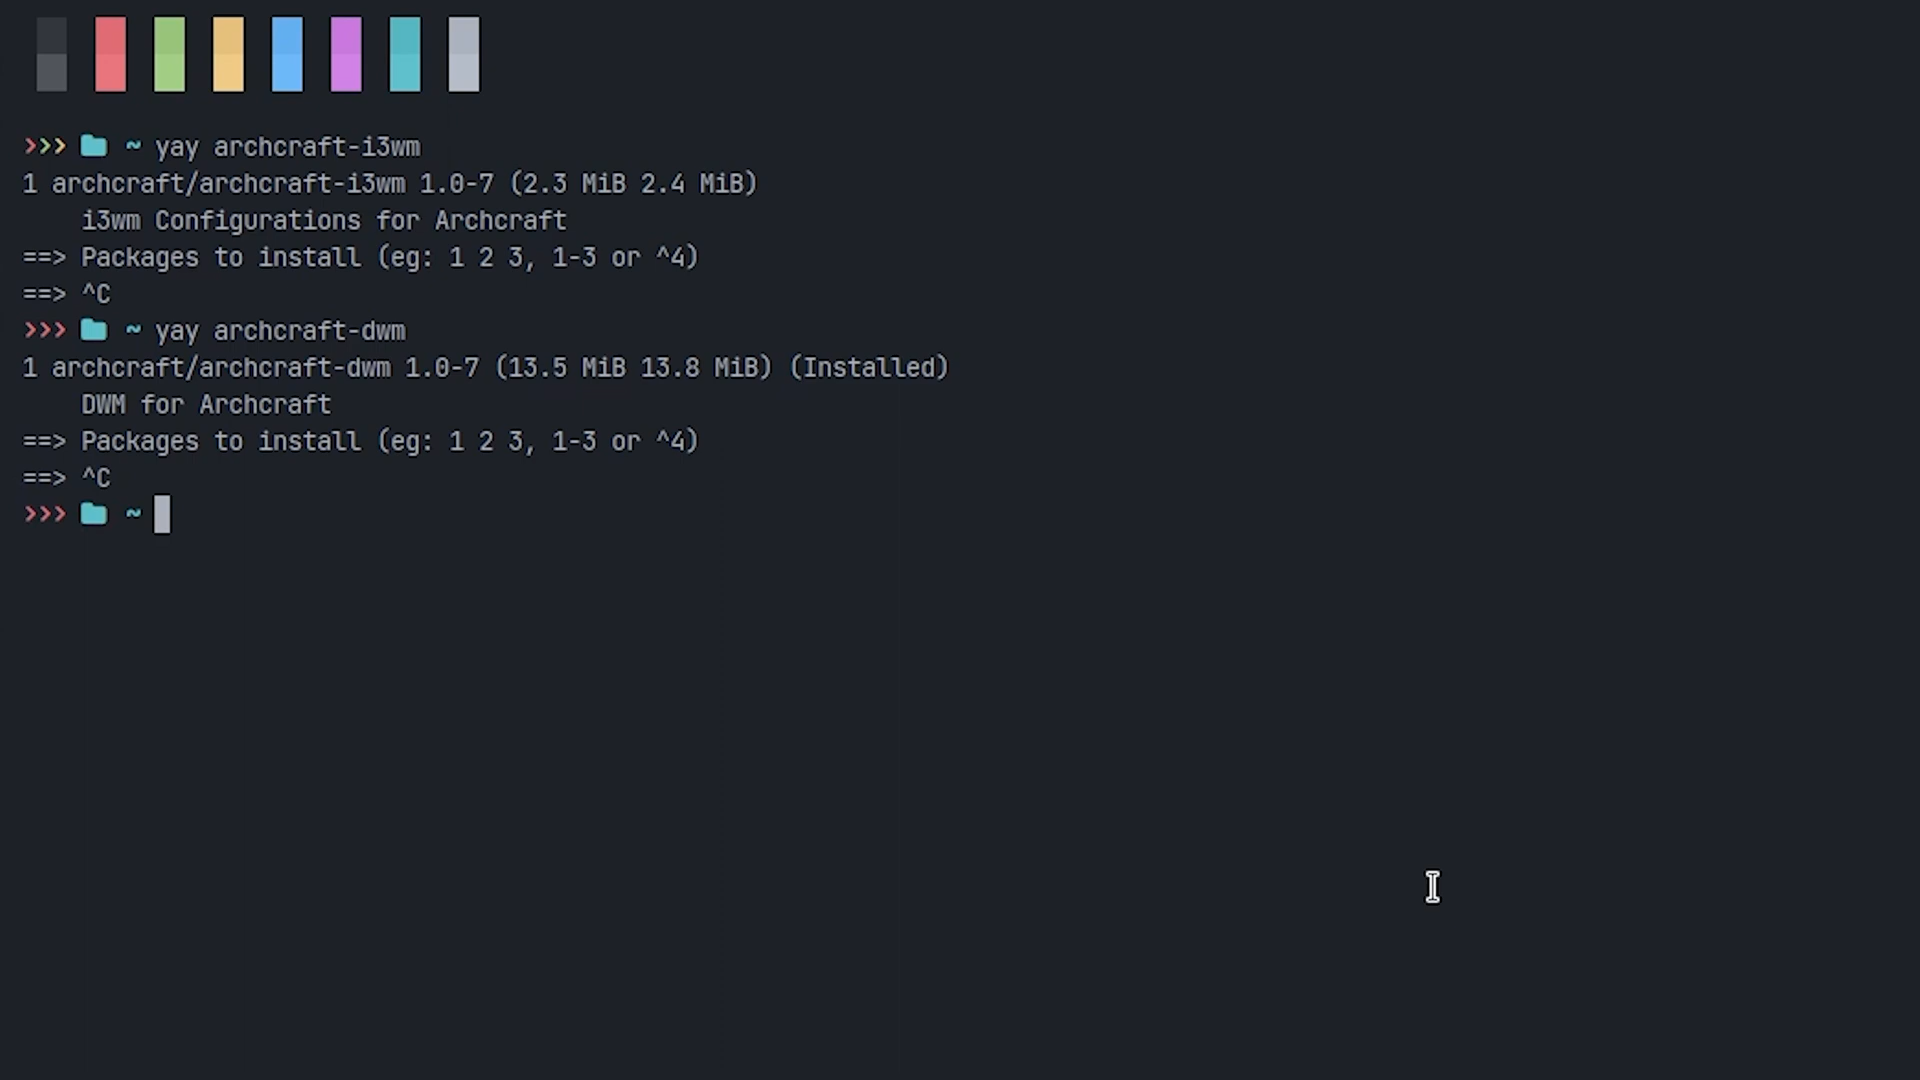 >>> ~ yay archcraft-i3wm
1 archcraft/archcraft-i3wm 1.0-7 (2.3 MiB 2.4 MiB)
    i3wm Configurations for Archcraft
==> Packages to install (eg: 1 2 3, 1-3 or ^4)
==> ^C
>>> ~ yay archcraft-dwm
1 archcraft/archcraft-dwm 1.0-7 (13.5 MiB 13.8 MiB) (Installed)
    DWM for Archcraft
==> Packages to install (eg: 1 2 3, 1-3 or ^4)
==> ^C
>>> ~